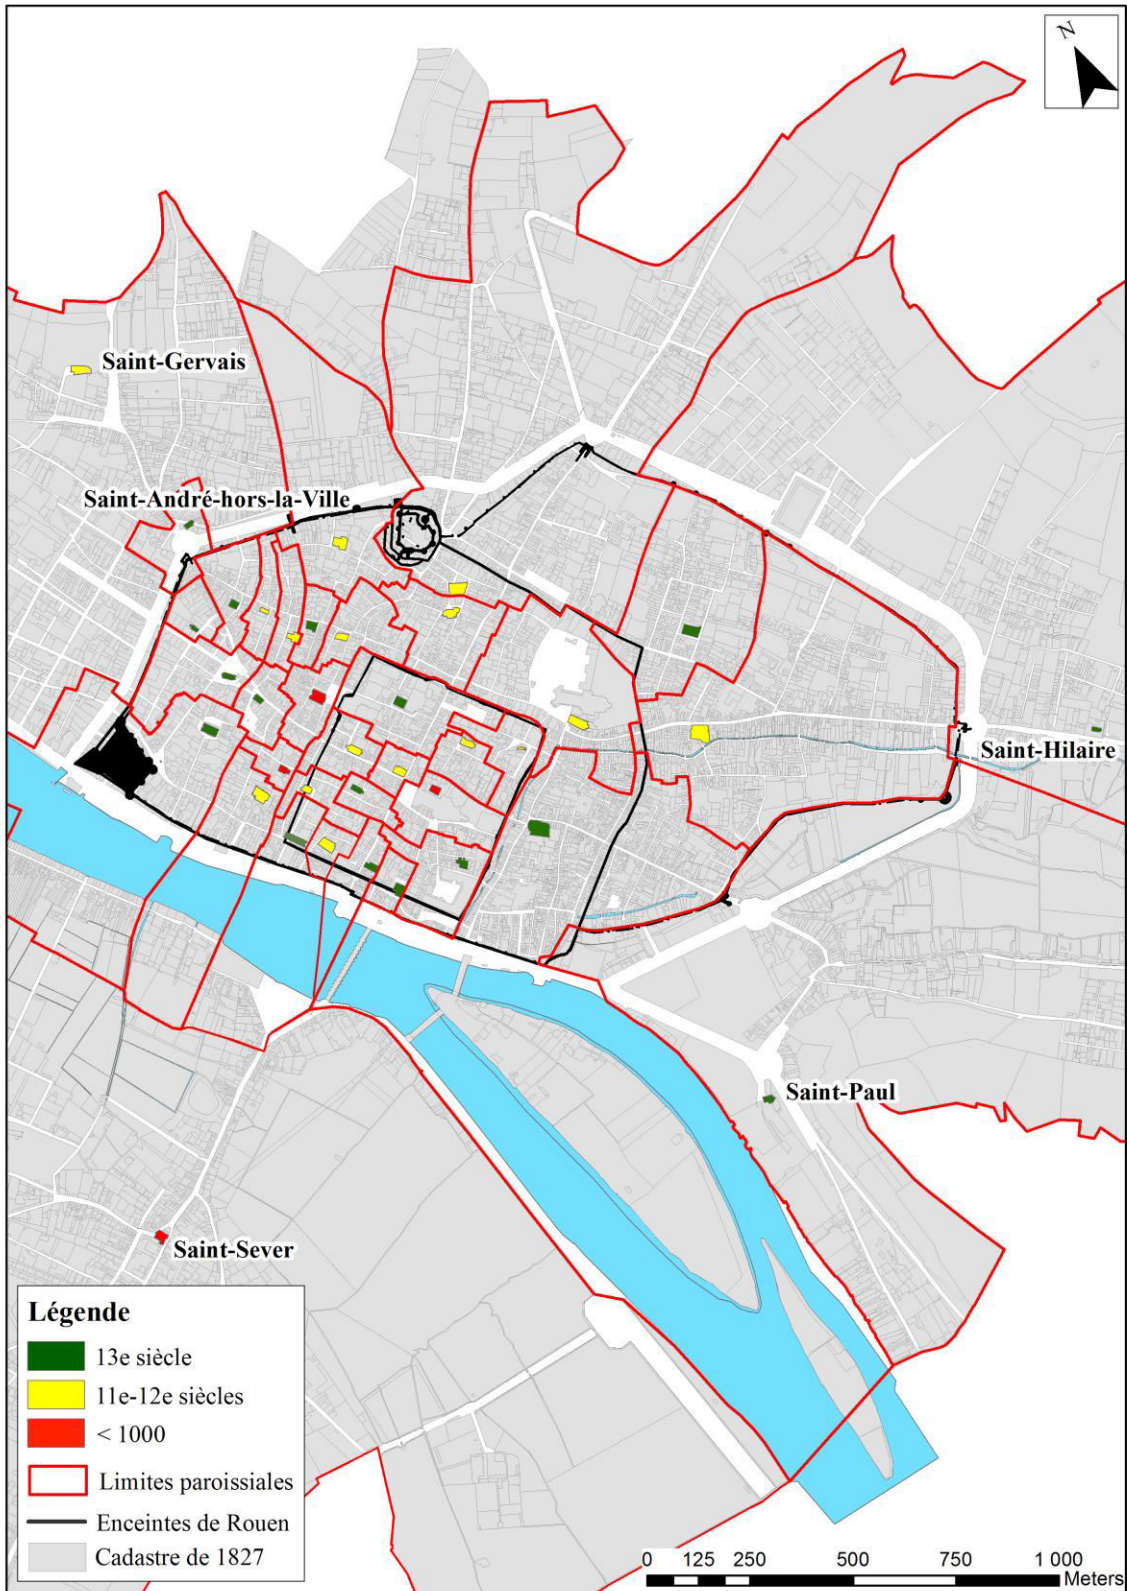 N
Saint-Gervais
Saint-André-hors-la-Ville
Saint-Hilaire
Saint-Paul
Saint-Sever
Légende
13e siècle
11e-12e siècles
< 1000
Limites paroissiales
Enceintes de Rouen
Cadastre de 1827
0 125 250 500 750 1 000
Meters